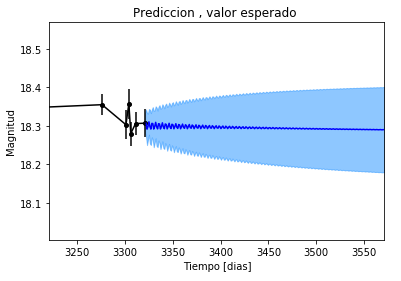 Prediccion , valor esperado
Magnitud
18.5
18.4
18.3
18.2
18.1
3250 3300 3350 3400 3450 3500 3550
Tiempo [dias]